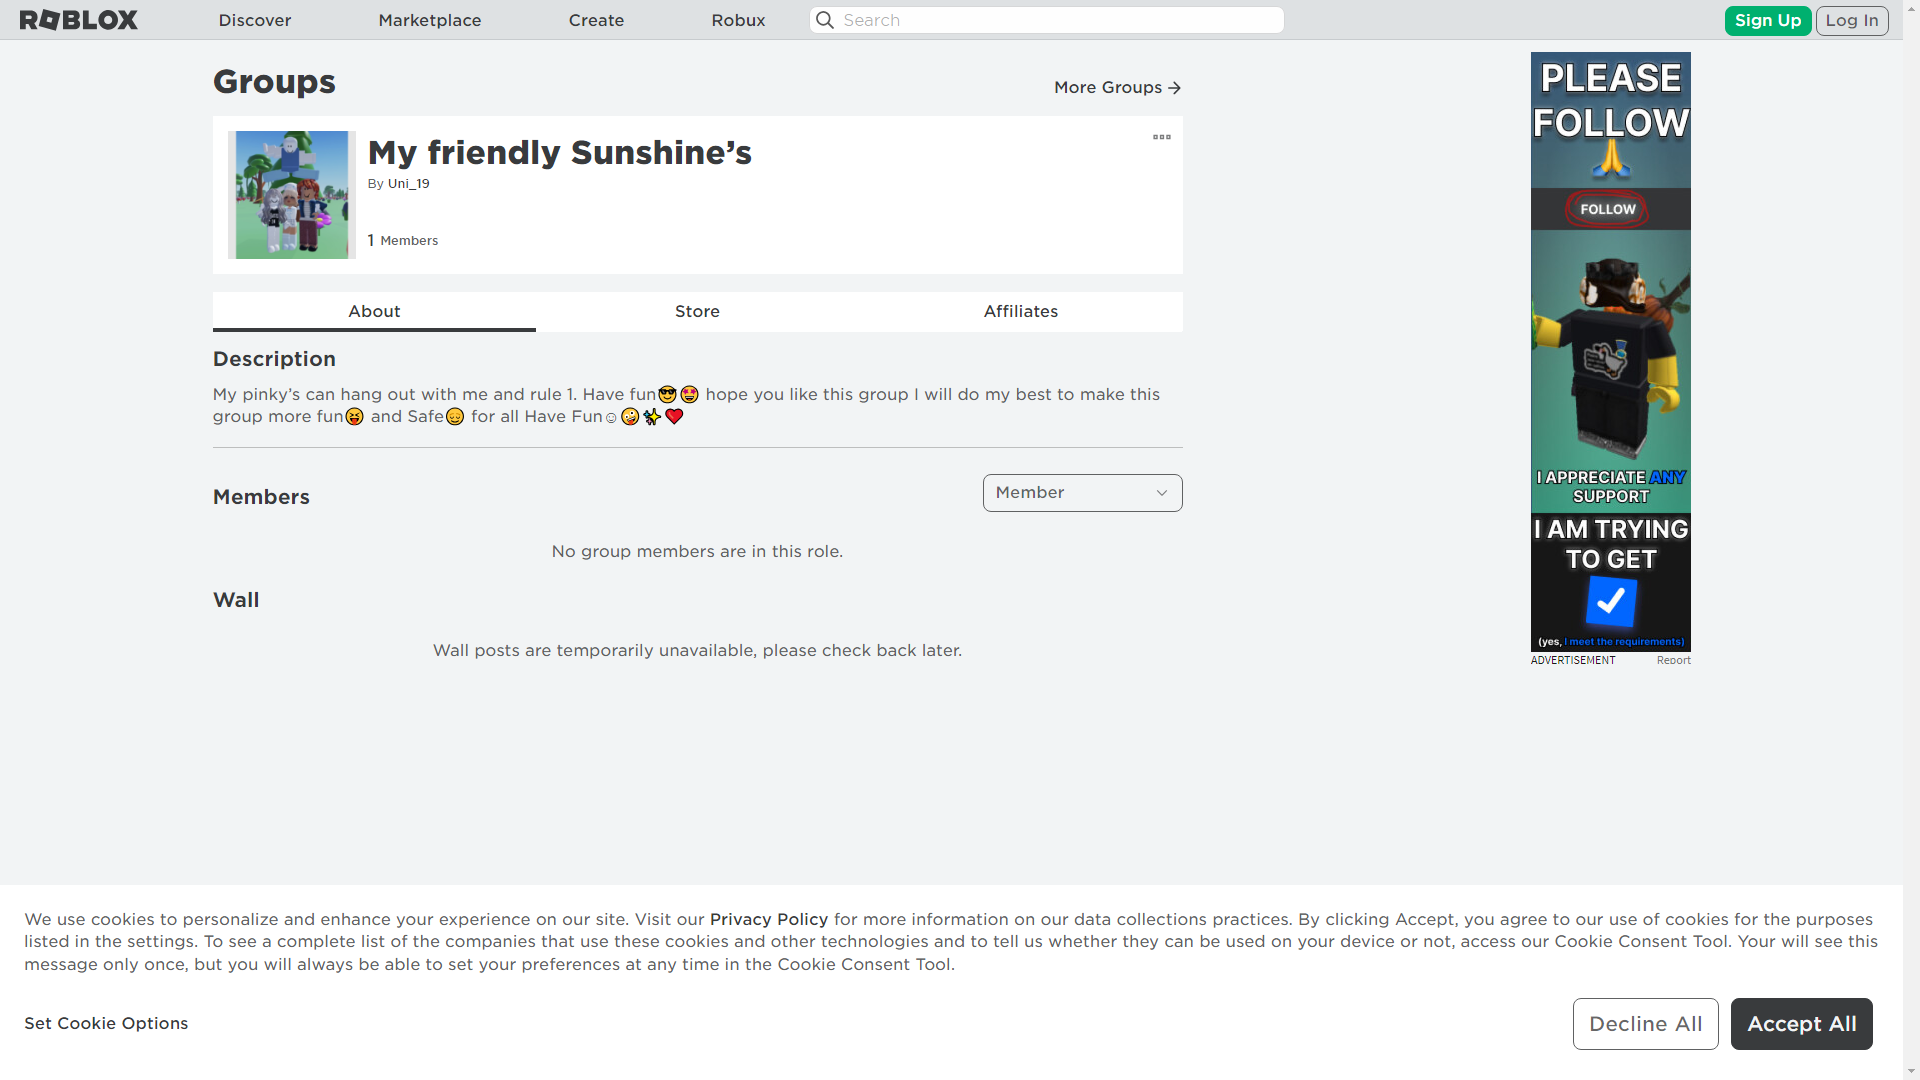 ROBLOX
Discover
Marketplace
Create
Robux
Search
Sign Up
Log In
Groups
More Groups
My friendly Sunshine’s
By Uni_19
1 Members
About
Store
Affiliates
Description
My pinky’s can hang out with me and rule 1. Have fun😎🤩 hope you like this group I will do my best to make this
group more fun😝 and Safe😌 for all Have Fun☺🤪✨❤
Members
Member
No group members are in this role.
Wall
Wall posts are temporarily unavailable, please check back later.
PLEASE
FOLLOW
🙏
FOLLOW
I APPRECIATE ANY
SUPPORT
I AM TRYING
TO GET
(yes, I meet the requirements)
ADVERTISEMENT
Report
We use cookies to personalize and enhance your experience on our site. Visit our Privacy Policy for more information on our data collections practices. By clicking Accept, you agree to our use of cookies for the purposes
listed in the settings. To see a complete list of the companies that use these cookies and other technologies and to tell us whether they can be used on your device or not, access our Cookie Consent Tool. Your will see this
message only once, but you will always be able to set your preferences at any time in the Cookie Consent Tool.
Set Cookie Options
Decline All
Accept All